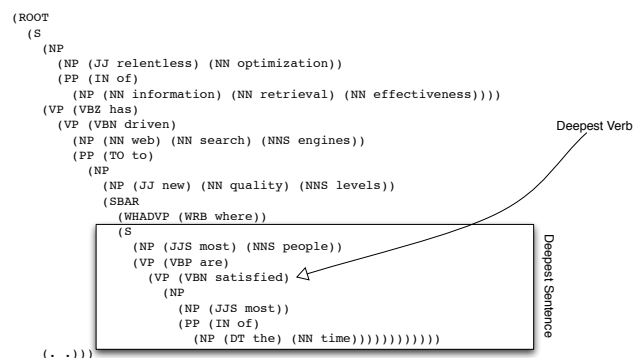 (ROOT
(S
(NP
(NP (JJ relentless) (NN optimization))
(PP (IN of)
(NP (NN information) (NN retrieval) (NN effectiveness))))
(VP (VBZ has)
(VP (VBN driven)
Deepest Verb
(NP (NN web) (NN search) (NNS engines))
(PP (TO to)
(NP
(NP (JJ new) (NN quality) (NNS levels))
(SBAR
(WHADVP (WRB where))
(S
(NP (JJS most) (NNS people))
(VP (VBP are)
(VP (VBN satisfied)
(NP
(NP (JJS most))
(PP (IN of)
(NP (DT the) (NN time))))))))))))
Deepest Sentence
(. .)))